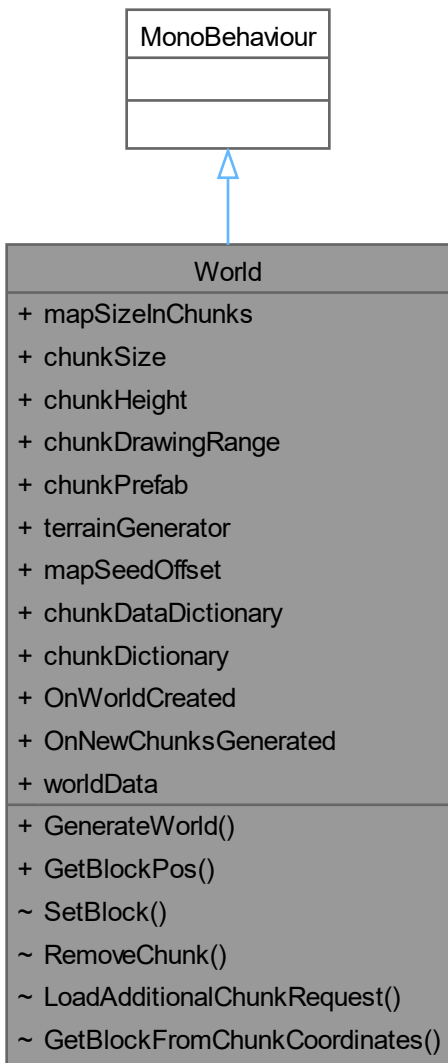 MonoBehaviour
World
+ mapSizeInChunks
+ chunkSize
+ chunkHeight
+ chunkDrawingRange
+ chunkPrefab
+ terrainGenerator
+ mapSeedOffset
+ chunkDataDictionary
+ chunkDictionary
+ OnWorldCreated
+ OnNewChunksGenerated
+ worldData
+ GenerateWorld()
+ GetBlockPos()
~ SetBlock()
~ RemoveChunk()
~ LoadAdditionalChunkRequest()
~ GetBlockFromChunkCoordinates()